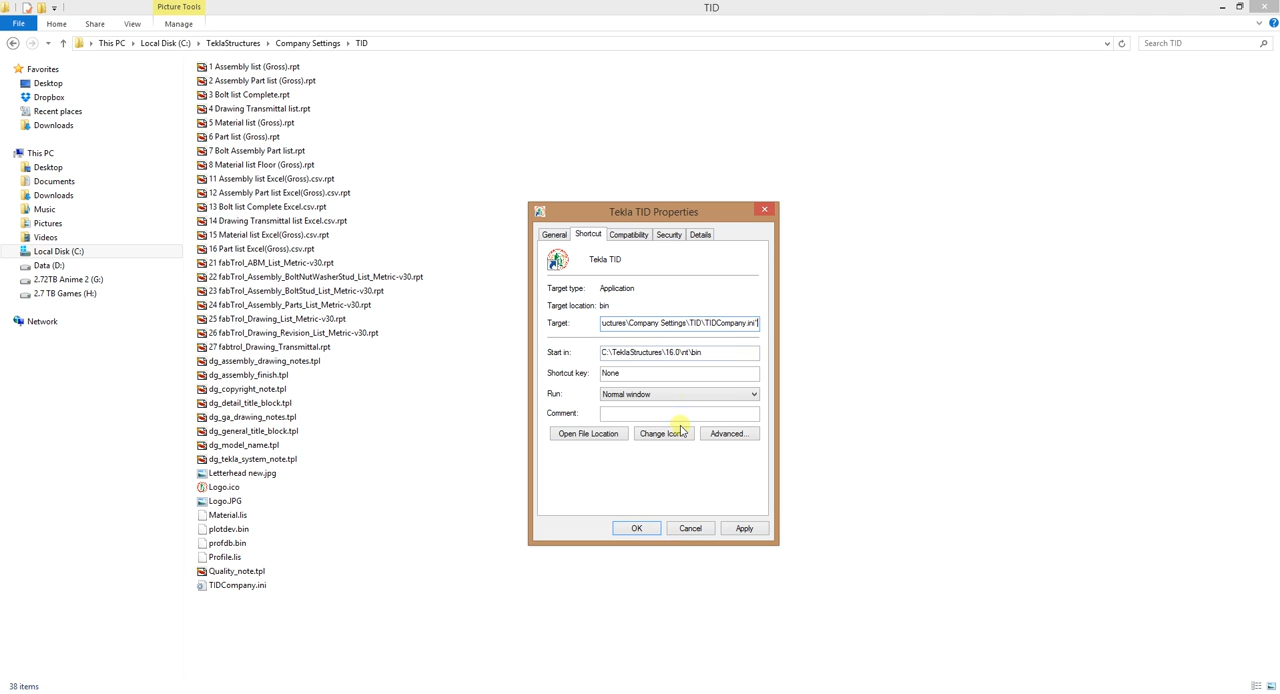 Picture Tools
TID
File Home Share View Manage
This PC Local Disk (C:) TeklaStructures Company Settings TID
Search TID
Favorites
Desktop
Dropbox
Recent places
Downloads
This PC
Desktop
Documents
Downloads
Music
Pictures
Videos
Local Disk (C:)
Data (D:)
2.72TB Anime 2 (G:)
2.7 TB Games (H:)
Network
1 Assembly list (Gross).rpt
2 Assembly Part list (Gross).rpt
3 Bolt list Complete.rpt
4 Drawing Transmittal list.rpt
5 Material list (Gross).rpt
6 Part list (Gross).rpt
7 Bolt Assembly Part list.rpt
8 Material list Floor (Gross).rpt
11 Assembly list Excel(Gross).csv.rpt
12 Assembly Part list Excel(Gross).csv.rpt
13 Bolt list Complete Excel.csv.rpt
14 Drawing Transmittal list Excel.csv.rpt
15 Material list Excel(Gross).csv.rpt
16 Part list Excel(Gross).csv.rpt
21 fabTrol_ABM_List_Metric-v30.rpt
22 fabTrol_Assembly_BoltNutWasherStud_List_Metric-v30.rpt
23 fabTrol_Assembly_BoltStud_List_Metric-v30.rpt
24 fabTrol_Assembly_Parts_List_Metric-v30.rpt
25 fabTrol_Drawing_List_Metric-v30.rpt
26 fabTrol_Drawing_Revision_List_Metric-v30.rpt
27 fabtrol_Drawing_Transmittal.rpt
dg_assembly_drawing_notes.tpl
dg_assembly_finish.tpl
dg_copyright_note.tpl
dg_detail_title_block.tpl
dg_ga_drawing_notes.tpl
dg_general_title_block.tpl
dg_model_name.tpl
dg_tekla_system_note.tpl
Letterhead new.jpg
Logo.ico
Logo.JPG
Material.lis
plotdev.bin
profdb.bin
Profile.lis
Quality_note.tpl
TIDCompany.ini
Tekla TID Properties
General Shortcut Compatibility Security Details
Tekla TID
Target type: Application
Target location: bin
Target: uctures\Company Settings\TID\TIDCompany.ini"
Start in: C:\TeklaStructures\16.0\nt\bin
Shortcut key: None
Run: Normal window
Comment:
Open File Location Change Advanced...
OK Cancel Apply
38 items